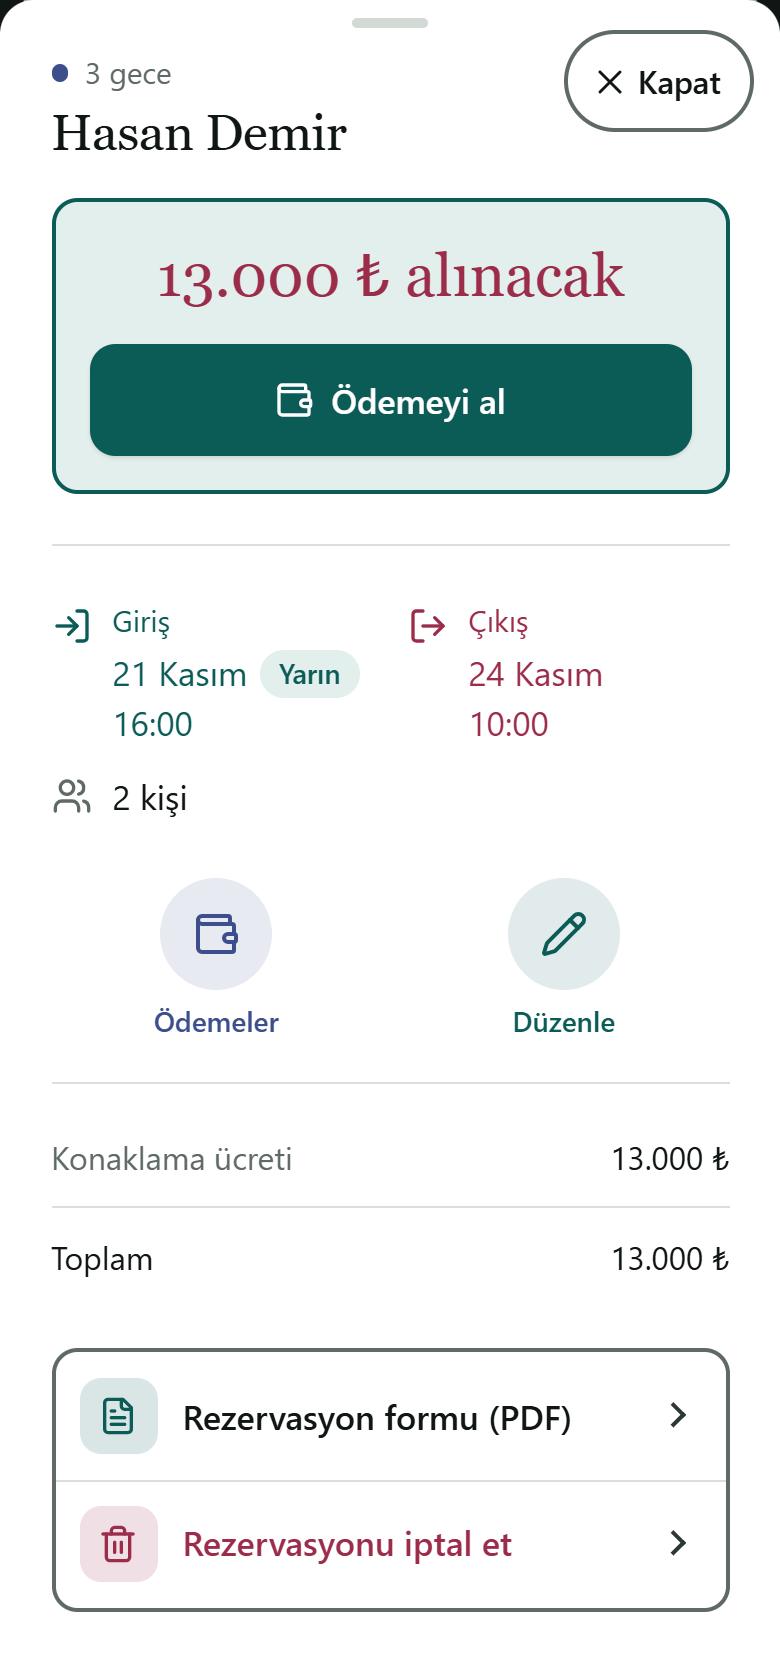 3 gece
Kapat
Hasan Demir
13.000 ₺ alınacak
Ödemeyi al
Giriş
21 Kasım Yarın
16:00
Çıkış
24 Kasım
10:00
2 kişi
Ödemeler
Düzenle
Konaklama ücreti 13.000 ₺
Toplam 13.000 ₺
Rezervasyon formu (PDF)
Rezervasyonu iptal et